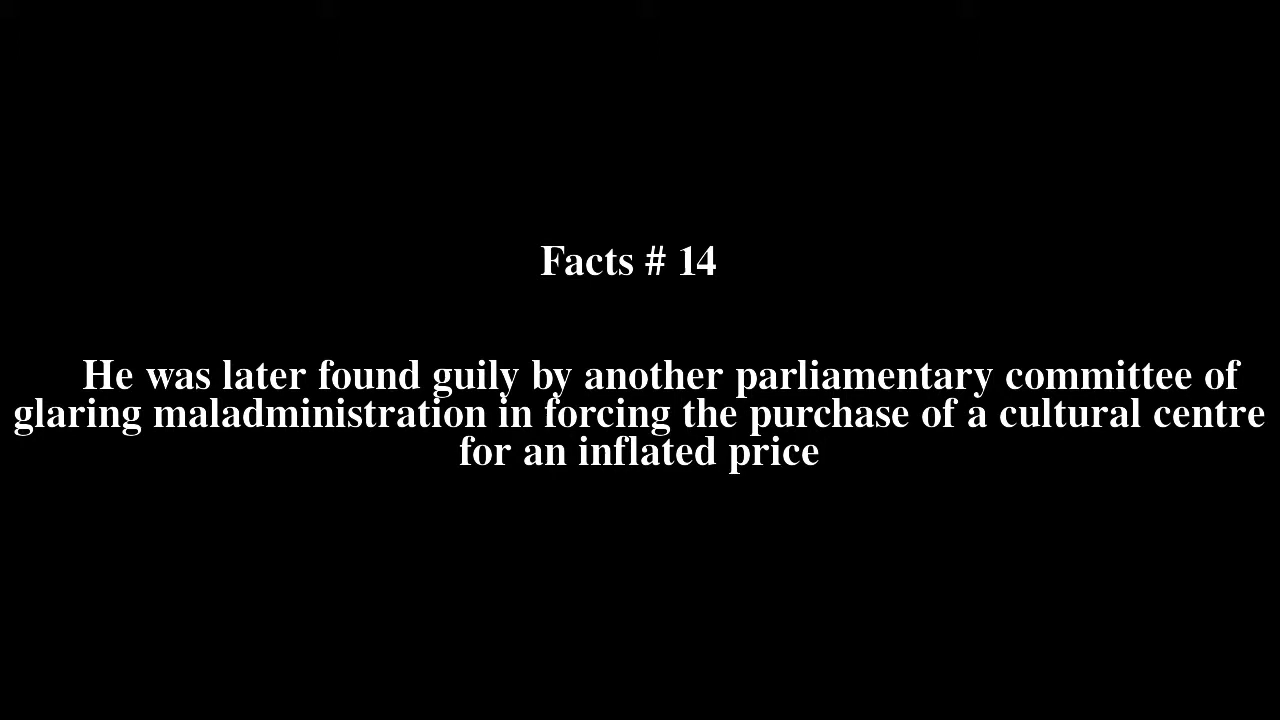 Facts # 14
He was later found guily by another parliamentary committee of
glaring maladministration in forcing the purchase of a cultural centre
for an inflated price